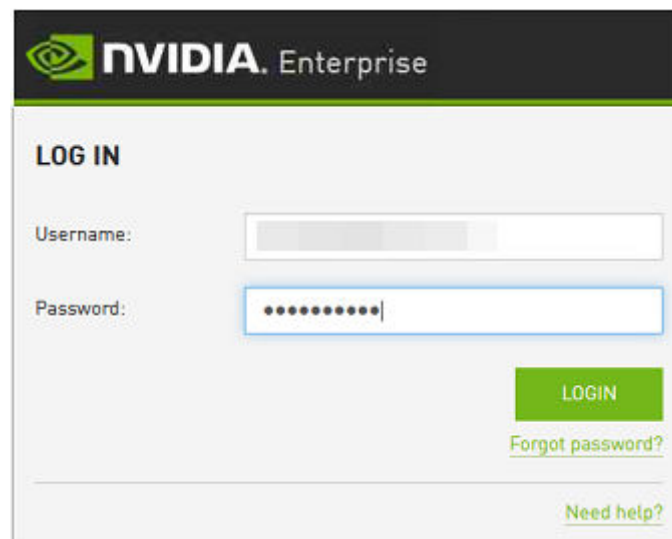 NVIDIA. Enterprise
LOG IN
Username:
Password: ••••••••••
LOGIN
Forgot password?
Need help?